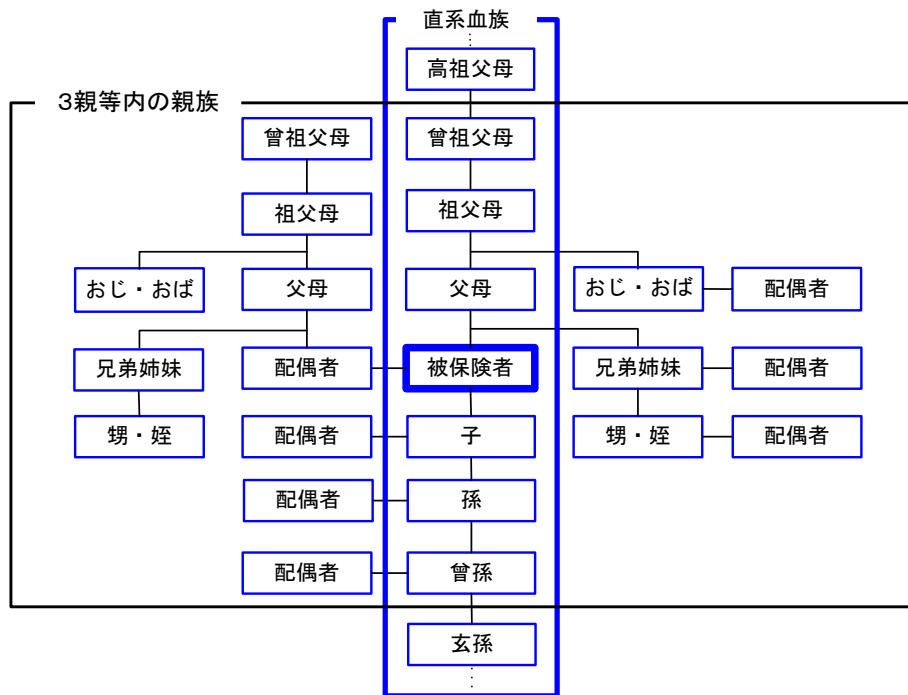 直系血族
高祖父母
3親等内の親族
曾祖父母 曾祖父母
祖父母 祖父母
おじ・おば 父母 父母 おじ・おば 配偶者
兄弟姉妹 配偶者 被保険者 兄弟姉妹 配偶者
甥・姪 配偶者 子 甥・姪 配偶者
配偶者 孫
配偶者 曾孫
玄孫